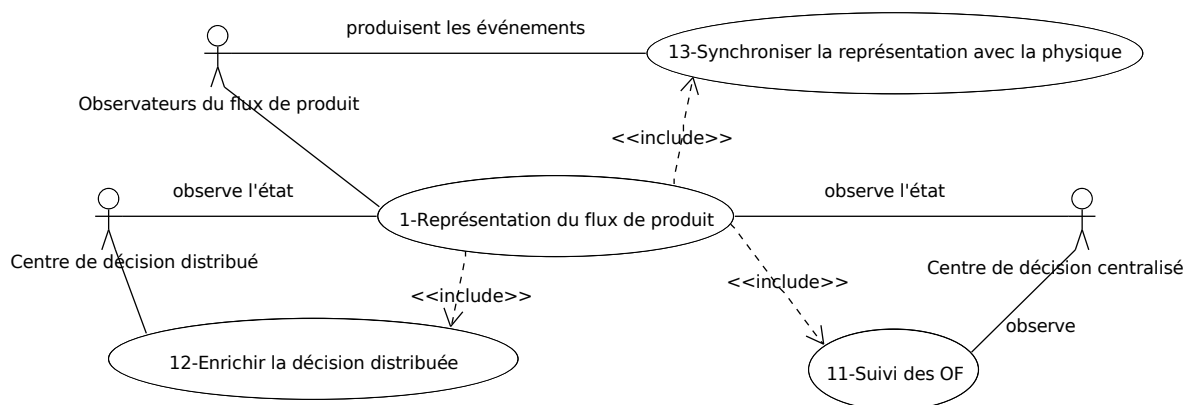 produisent les événements
13-Synchroniser la représentation avec la physique
Observateurs du flux de produit
<<include>>
observe l'état
observe l'état
1-Représentation du flux de produit
Centre de décision distribué
Centre de décision centralisé
<<include>>
<<include>>
observe
12-Enrichir la décision distribuée
11-Suivi des OF